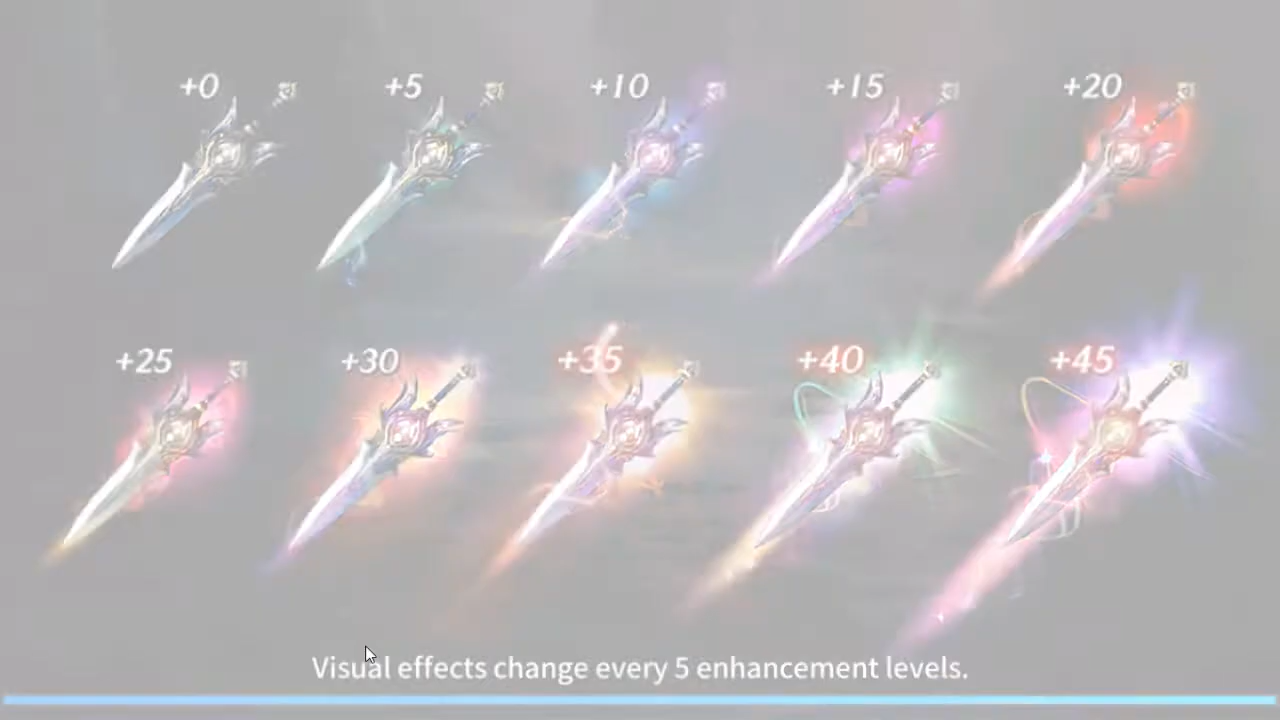 +0 +5 +10 +15 +20
+25 +30 +35 +40 +45
Visual effects change every 5 enhancement levels.